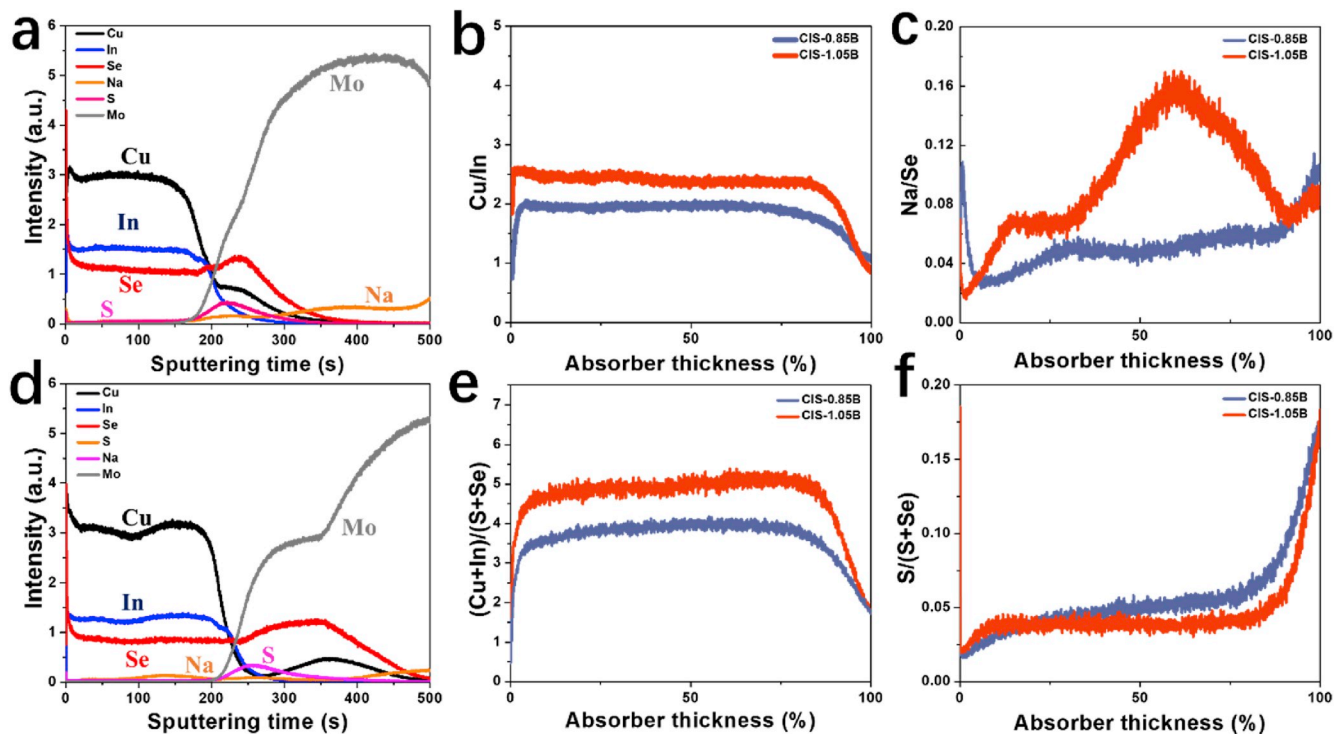 a
Intensity (a.u.)
6
5
4
3
2
1
0
Cu
In
Se
Na
S
Mo
Mo
Cu
In
Se
S
Na
0 100 200 300 400 500
Sputtering time (s)
b
Cu/In
5
4
3
2
1
0
CIS-0.85B
CIS-1.05B
0 50 100
Absorber thickness (%)
c
Na/Se
0.20
0.16
0.12
0.08
0.04
0.00
CIS-0.85B
CIS-1.05B
0 50 100
Absorber thickness (%)
d
Intensity (a.u.)
6
5
4
3
2
1
0
Cu
In
Se
S
Na
Mo
Cu
Mo
In
Se
Na
S
0 100 200 300 400 500
Sputtering time (s)
e
(Cu+In)/(S+Se)
7
6
5
4
3
2
1
0
CIS-0.85B
CIS-1.05B
0 50 100
Absorber thickness (%)
f
S/(S+Se)
0.20
0.15
0.10
0.05
0.00
CIS-0.85B
CIS-1.05B
0 50 100
Absorber thickness (%)